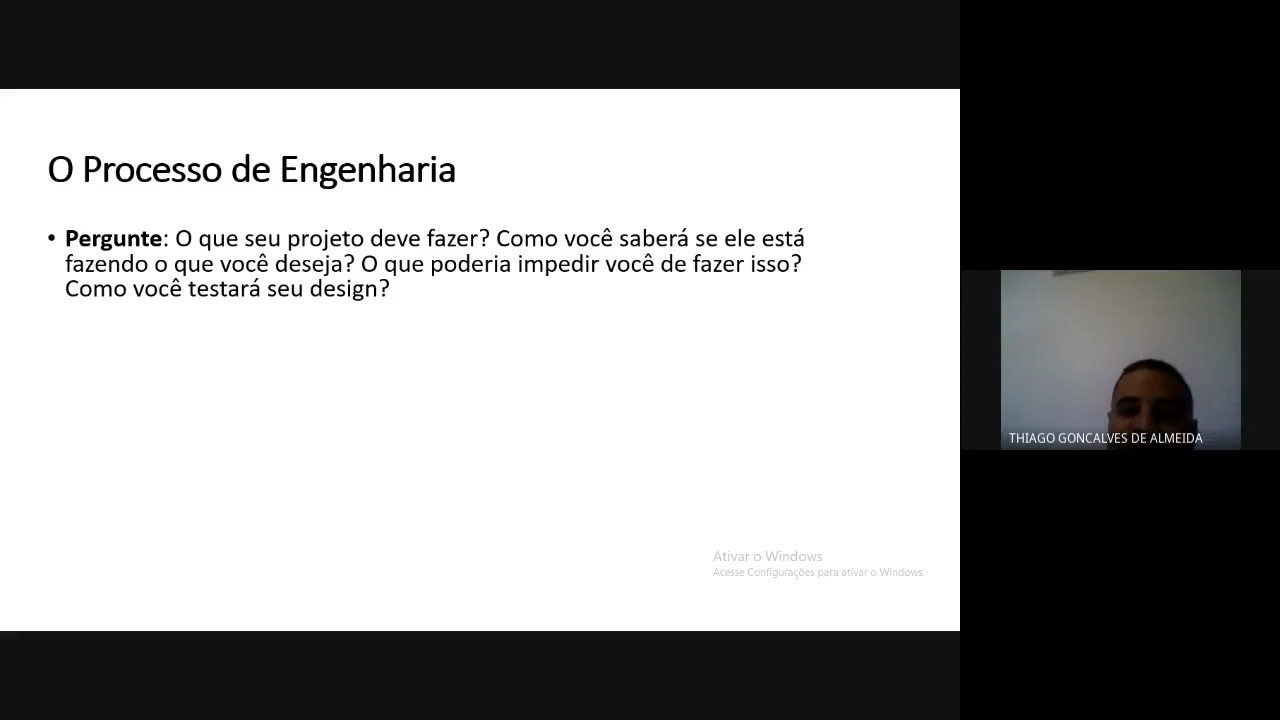 O Processo de Engenharia
• Pergunte: O que seu projeto deve fazer? Como você saberá se ele está
fazendo o que você deseja? O que poderia impedir você de fazer isso?
Como você testará seu design?
THIAGO GONCALVES DE ALMEIDA
Ativar o Windows
Acesse Configurações para ativar o Windows.